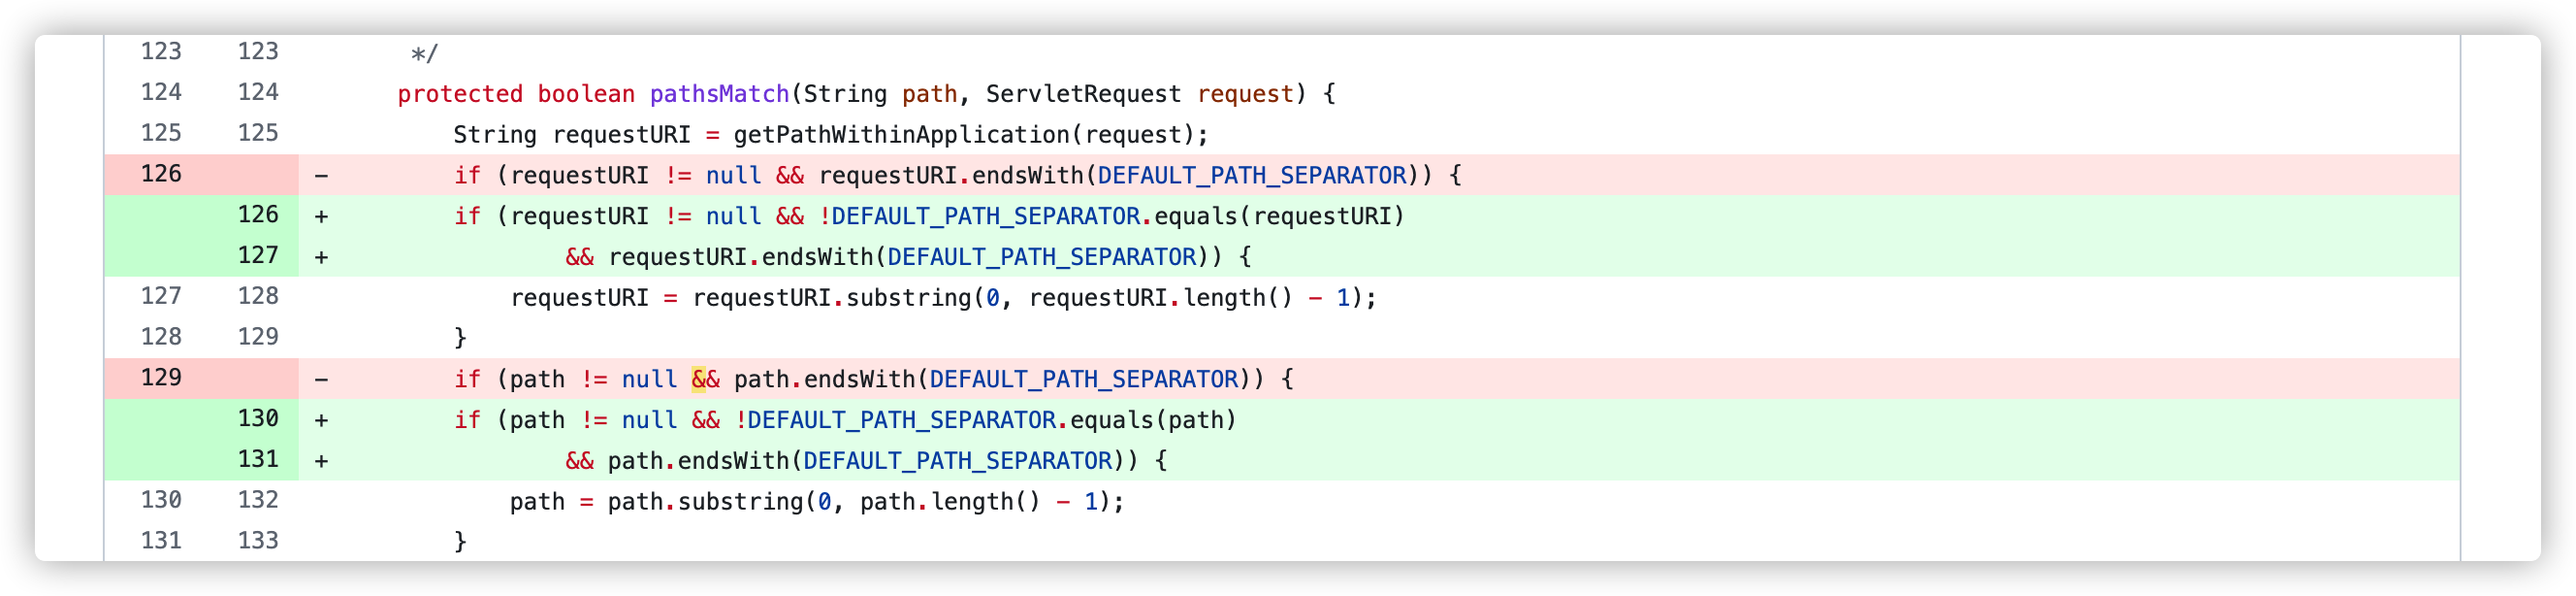 123 123 */
124 124 protected boolean pathsMatch(String path, ServletRequest request) {
125 125 String requestURI = getPathWithinApplication(request);
126 - if (requestURI != null && requestURI.endsWith(DEFAULT_PATH_SEPARATOR)) {
126 + if (requestURI != null && !DEFAULT_PATH_SEPARATOR.equals(requestURI)
127 + && requestURI.endsWith(DEFAULT_PATH_SEPARATOR)) {
127 128 requestURI = requestURI.substring(0, requestURI.length() - 1);
128 129 }
129 - if (path != null && path.endsWith(DEFAULT_PATH_SEPARATOR)) {
130 + if (path != null && !DEFAULT_PATH_SEPARATOR.equals(path)
131 + && path.endsWith(DEFAULT_PATH_SEPARATOR)) {
130 132 path = path.substring(0, path.length() - 1);
131 133 }